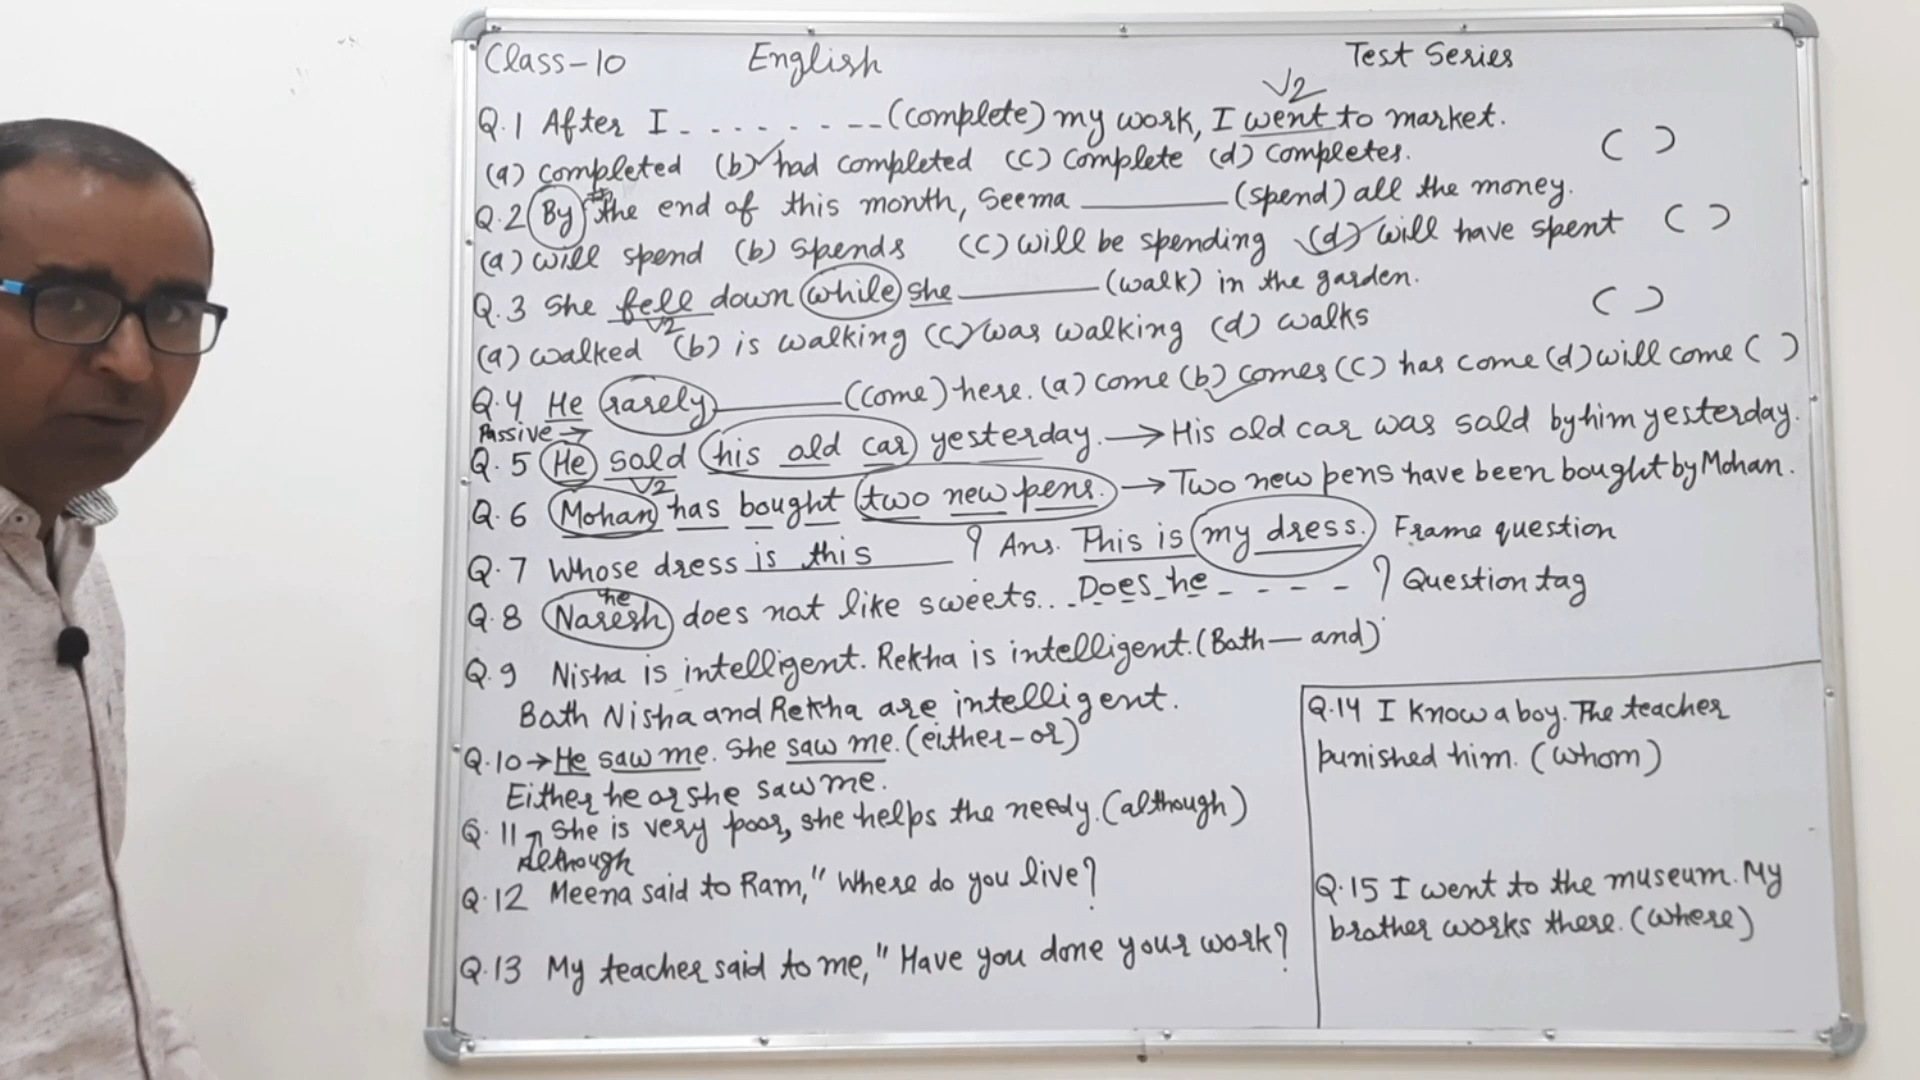 Class-10 English Test Series
V2
Q.1 After I - - - - - - - - (complete) my work, I went to market.
(a) completed (b) had completed (c) complete (d) completes. ( )
Q.2 By the end of this month, Seema ________ (spend) all the money.
(a) will spend (b) spends (c) will be spending (d) will have spent ( )
Q.3 She fell down while she ________ (walk) in the garden.
V2
(a) walked (b) is walking (c) was walking (d) walks ( )
Q.4 He rarely ________ (come) here. (a) come (b) comes (c) has come (d) will come ( )
Passive →
Q.5 He sold his old car yesterday. → His old car was sold by him yesterday.
V2
Q.6 Mohan has bought two new pens. → Two new pens have been bought by Mohan.
Q.7 Whose dress is this ? Ans. This is my dress. Frame question
he
Q.8 Naresh does not like sweets... Does he - - - - ? Question tag
Q.9 Nisha is intelligent. Rekha is intelligent. (Both — and)
Both Nisha and Rekha are intelligent.
Q.10 → He saw me. She saw me. (either-or)
Either he or she saw me.
Q.11 She is very poor, she helps the needy. (although)
Although
Q.12 Meena said to Ram, "Where do you live?
Q.13 My teacher said to me, "Have you done your work?
Q.14 I know a boy. The teacher
punished him. (whom)
Q.15 I went to the museum. My
brother works there. (where)